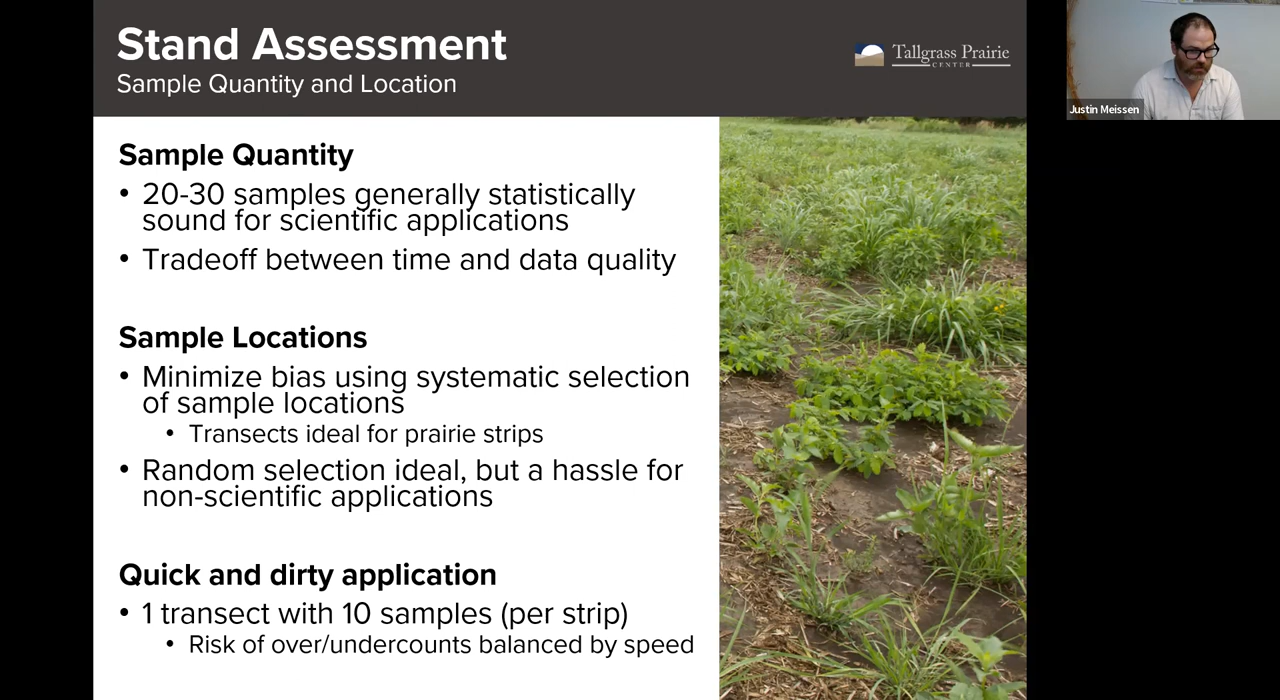 Stand Assessment
Sample Quantity and Location
Tallgrass Prairie
CENTER
Justin Meissen
Sample Quantity
• 20-30 samples generally statistically
sound for scientific applications
• Tradeoff between time and data quality
Sample Locations
• Minimize bias using systematic selection
of sample locations
• Transects ideal for prairie strips
• Random selection ideal, but a hassle for
non-scientific applications
Quick and dirty application
• 1 transect with 10 samples (per strip)
• Risk of over/undercounts balanced by speed